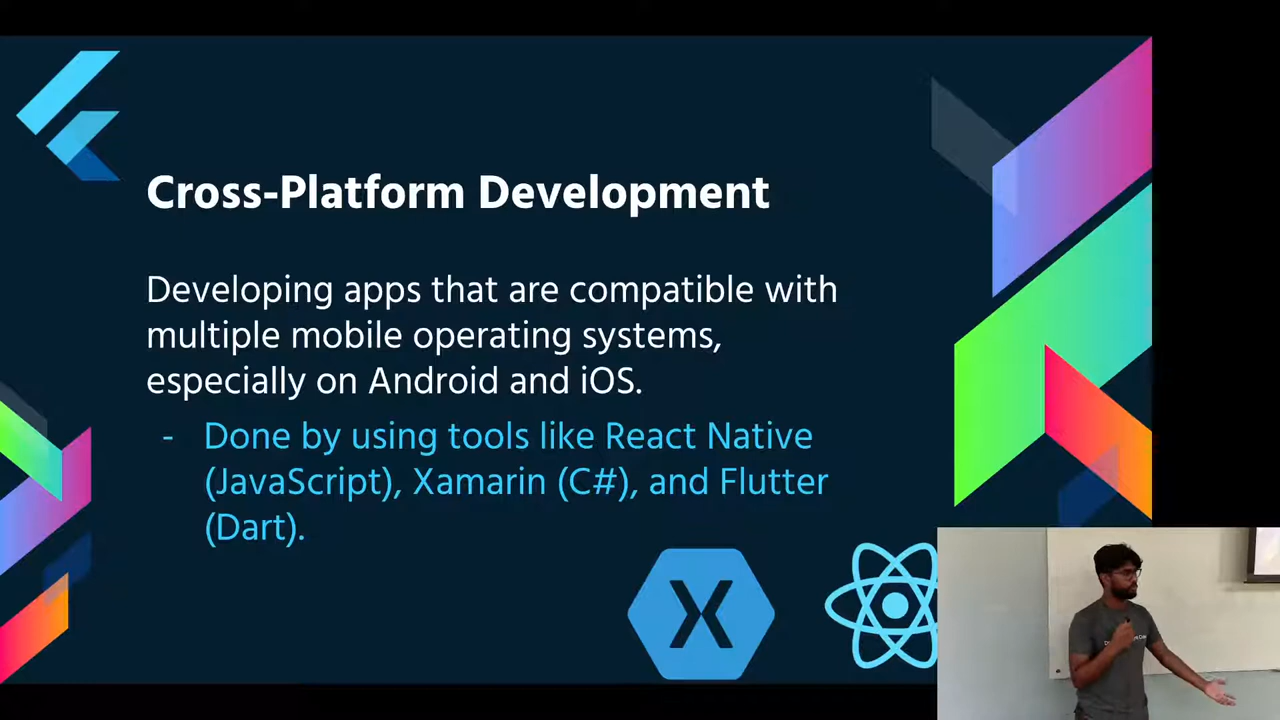 Cross-Platform Development
Developing apps that are compatible with
multiple mobile operating systems,
especially on Android and iOS.
- Done by using tools like React Native
(JavaScript), Xamarin (C#), and Flutter
(Dart).